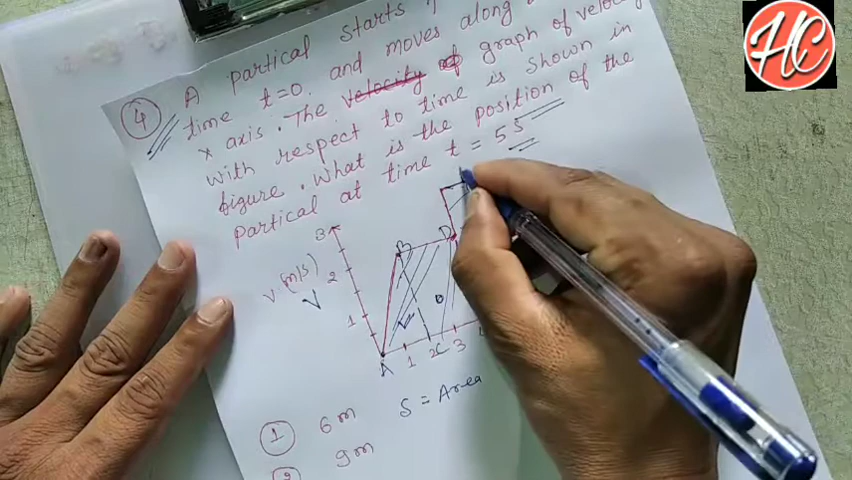 HC
4 A partical starts
time t=0 and moves along
x axis. The velocity of graph of velocity
with respect to time is shown in
figure. What is the position of the
partical at time t = 5s
3
v (m/s)
2
1
V
A
B
D
1
2
C
3
1 6m
S = Area
2 9m